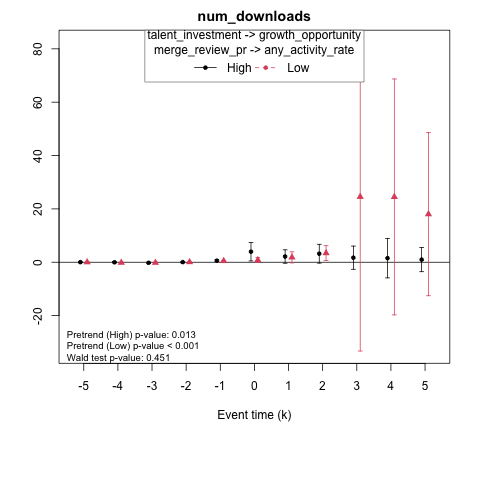 num_downloads
talent_investment -> growth_opportunity
merge_review_pr -> any_activity_rate
High Low
80
60
40
20
0
-20
Pretrend (High) p-value: 0.013
Pretrend (Low) p-value < 0.001
Wald test p-value: 0.451
-5 -4 -3 -2 -1 0 1 2 3 4 5
Event time (k)